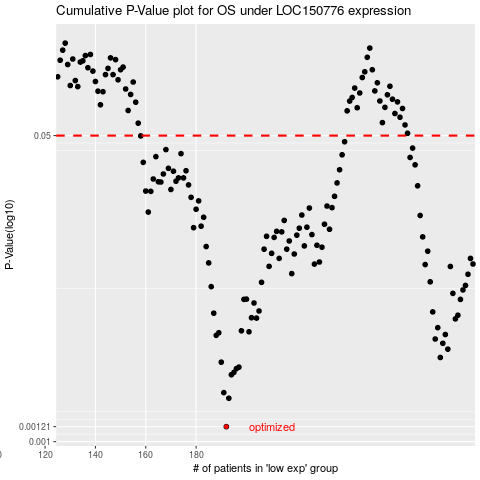 Cumulative P-Value plot for OS under LOC150776 expression
P-Value(log10)
0.05
0.00121
0.001
optimized
0
120
140
160
180
# of patients in 'low exp' group